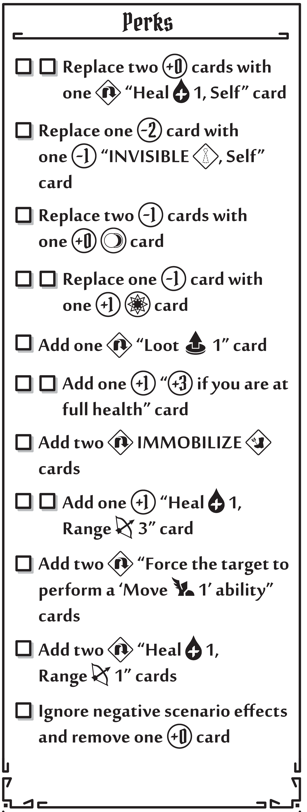 Perks
Replace two +0 cards with
one "Heal 1, Self" card
Replace one -2 card with
one -1 "INVISIBLE , Self"
card
Replace two -1 cards with
one +0 card
Replace one -1 card with
one +1 card
Add one "Loot 1" card
Add one +1 "+3 if you are at
full health" card
Add two IMMOBILIZE
cards
Add one +1 "Heal 1,
Range 3" card
Add two "Force the target to
perform a 'Move 1' ability"
cards
Add two "Heal 1,
Range 1" cards
Ignore negative scenario effects
and remove one +0 card